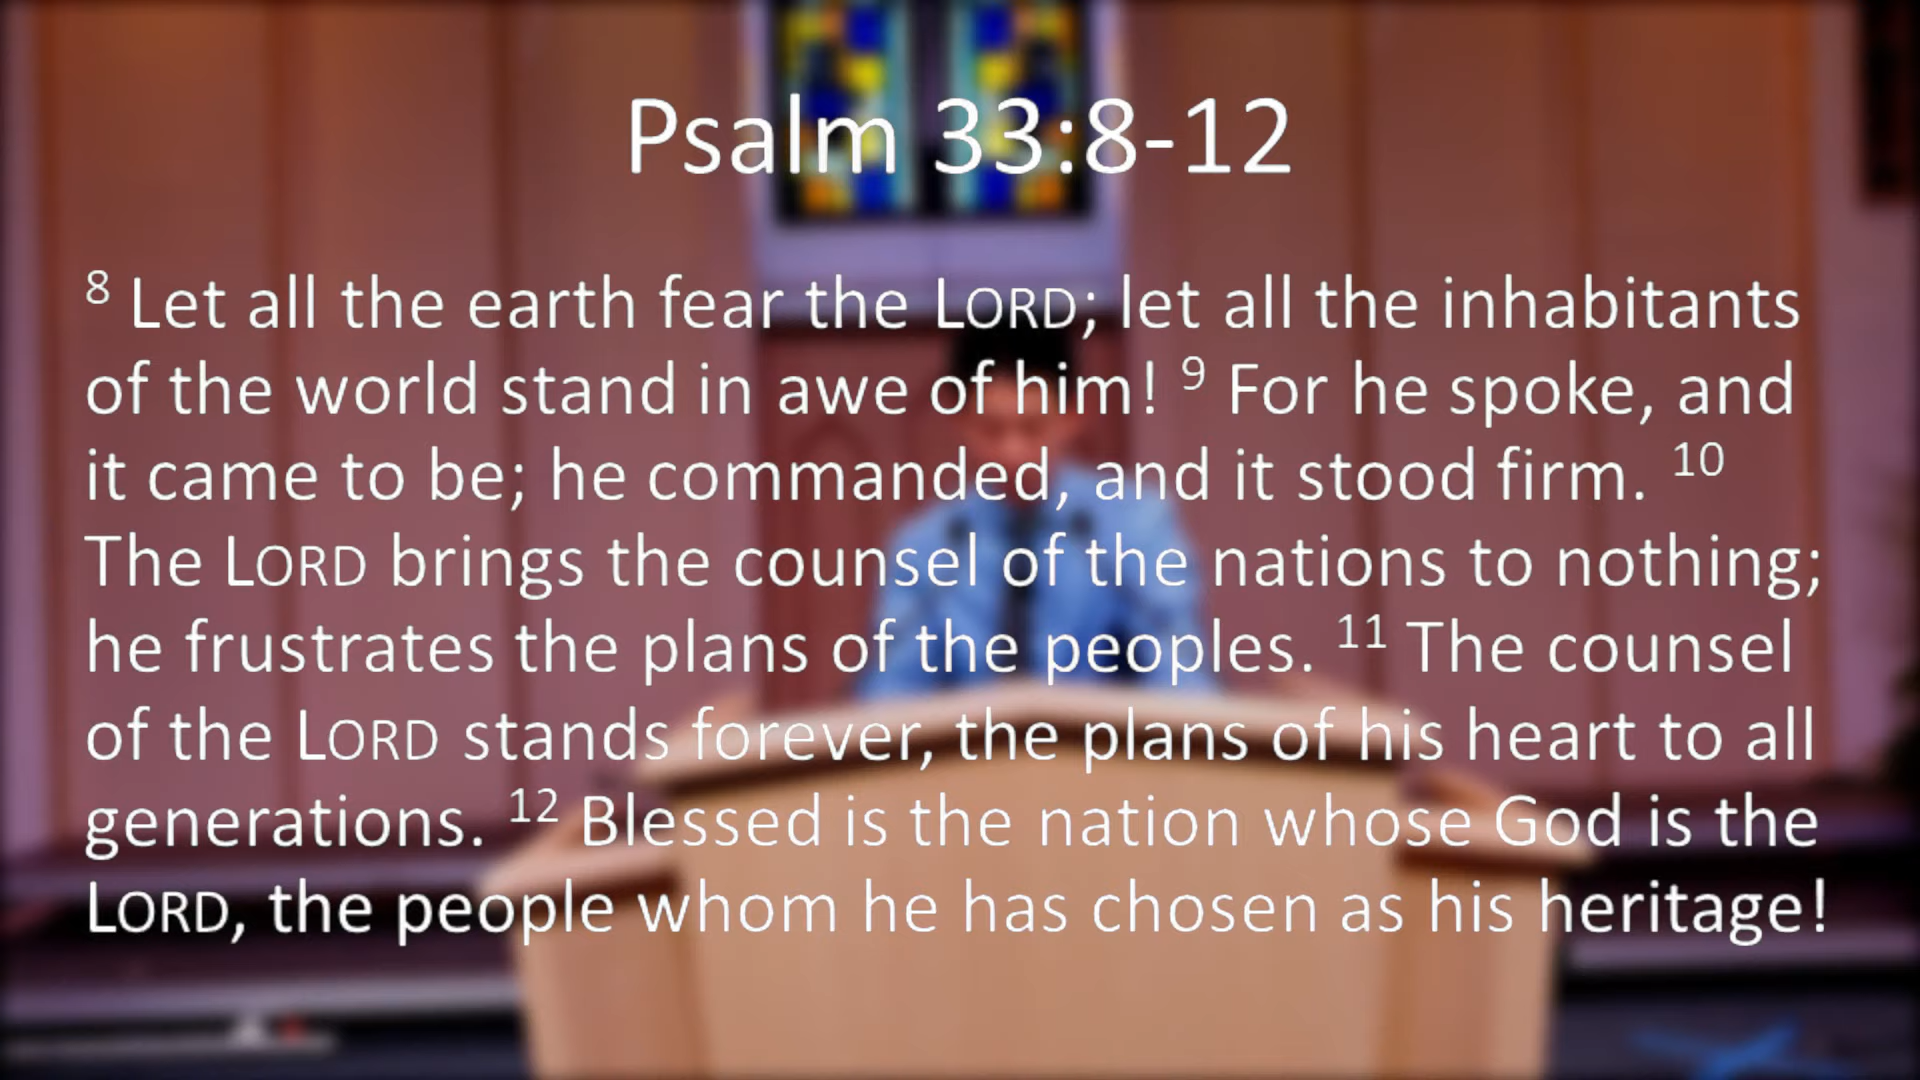 Psalm 33:8-12
8 Let all the earth fear the LORD; let all the inhabitants
of the world stand in awe of him! 9 For he spoke, and
it came to be; he commanded, and it stood firm. 10
The LORD brings the counsel of the nations to nothing;
he frustrates the plans of the peoples. 11 The counsel
of the LORD stands forever, the plans of his heart to all
generations. 12 Blessed is the nation whose God is the
LORD, the people whom he has chosen as his heritage!